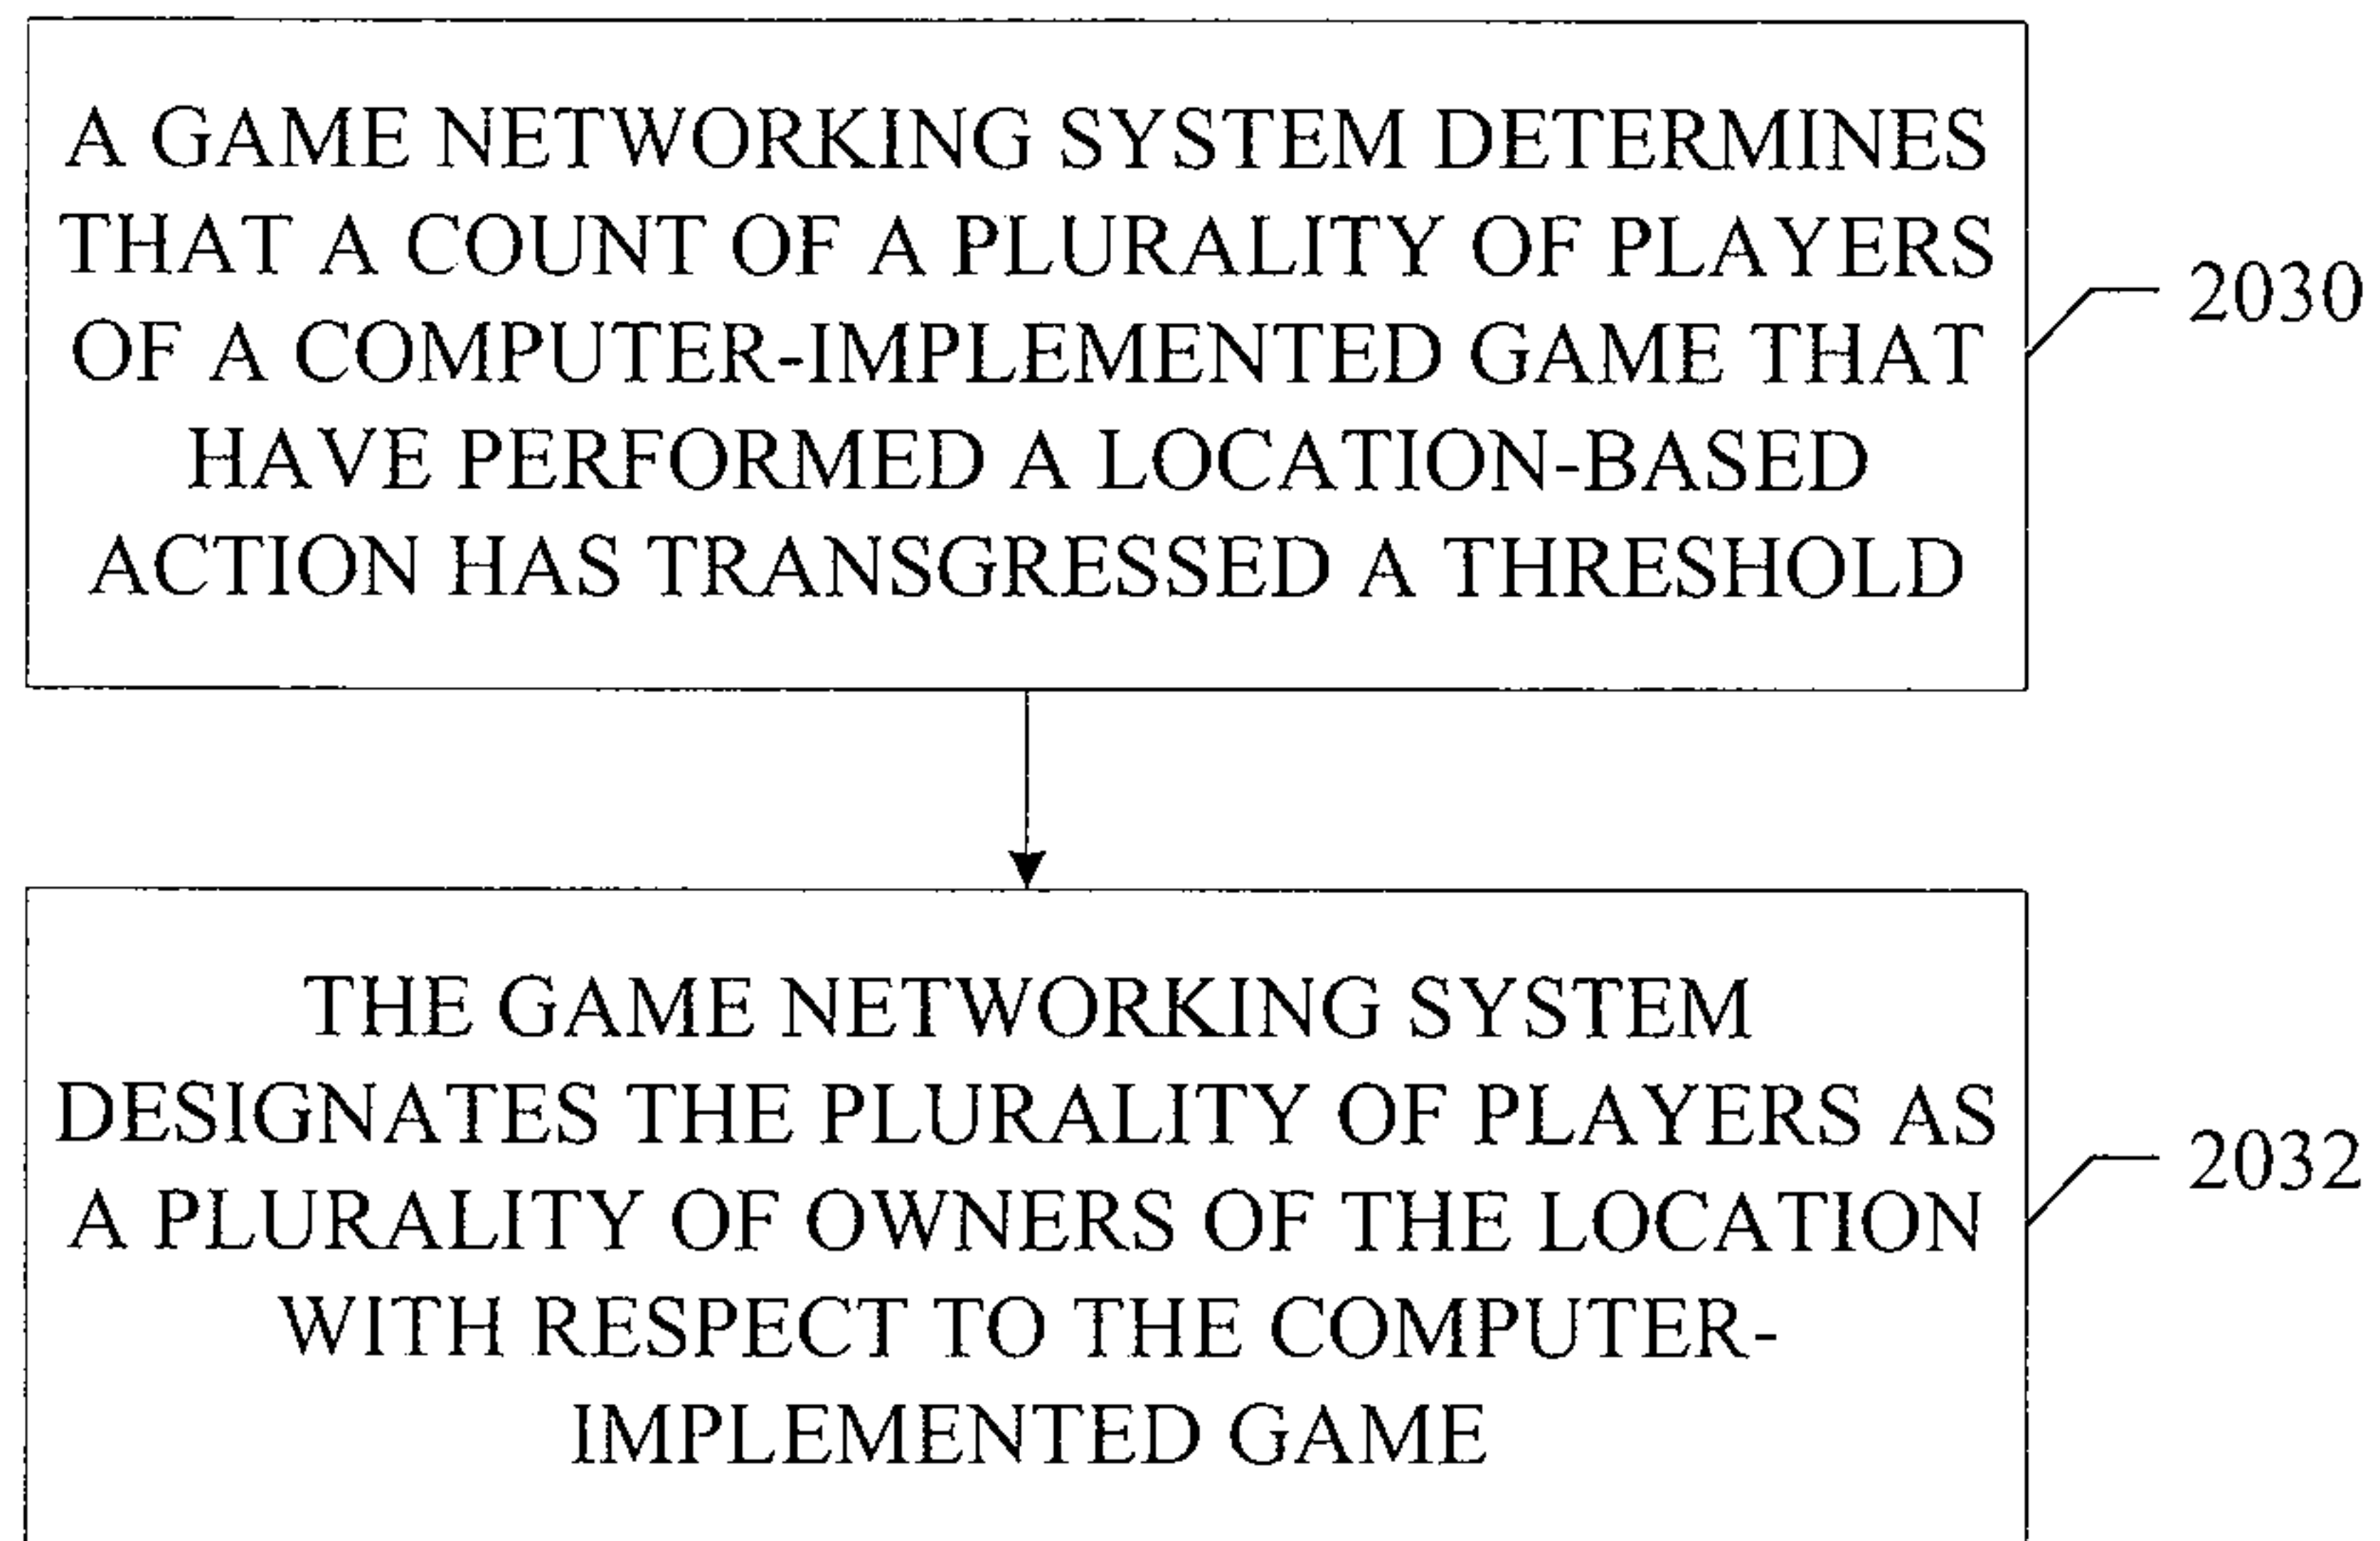 A GAME NETWORKING SYSTEM DETERMINES
THAT A COUNT OF A PLURALITY OF PLAYERS
OF A COMPUTER-IMPLEMENTED GAME THAT
HAVE PERFORMED A LOCATION-BASED
ACTION HAS TRANSGRESSED A THRESHOLD
2030
THE GAME NETWORKING SYSTEM
DESIGNATES THE PLURALITY OF PLAYERS AS
A PLURALITY OF OWNERS OF THE LOCATION
WITH RESPECT TO THE COMPUTER-
IMPLEMENTED GAME
2032